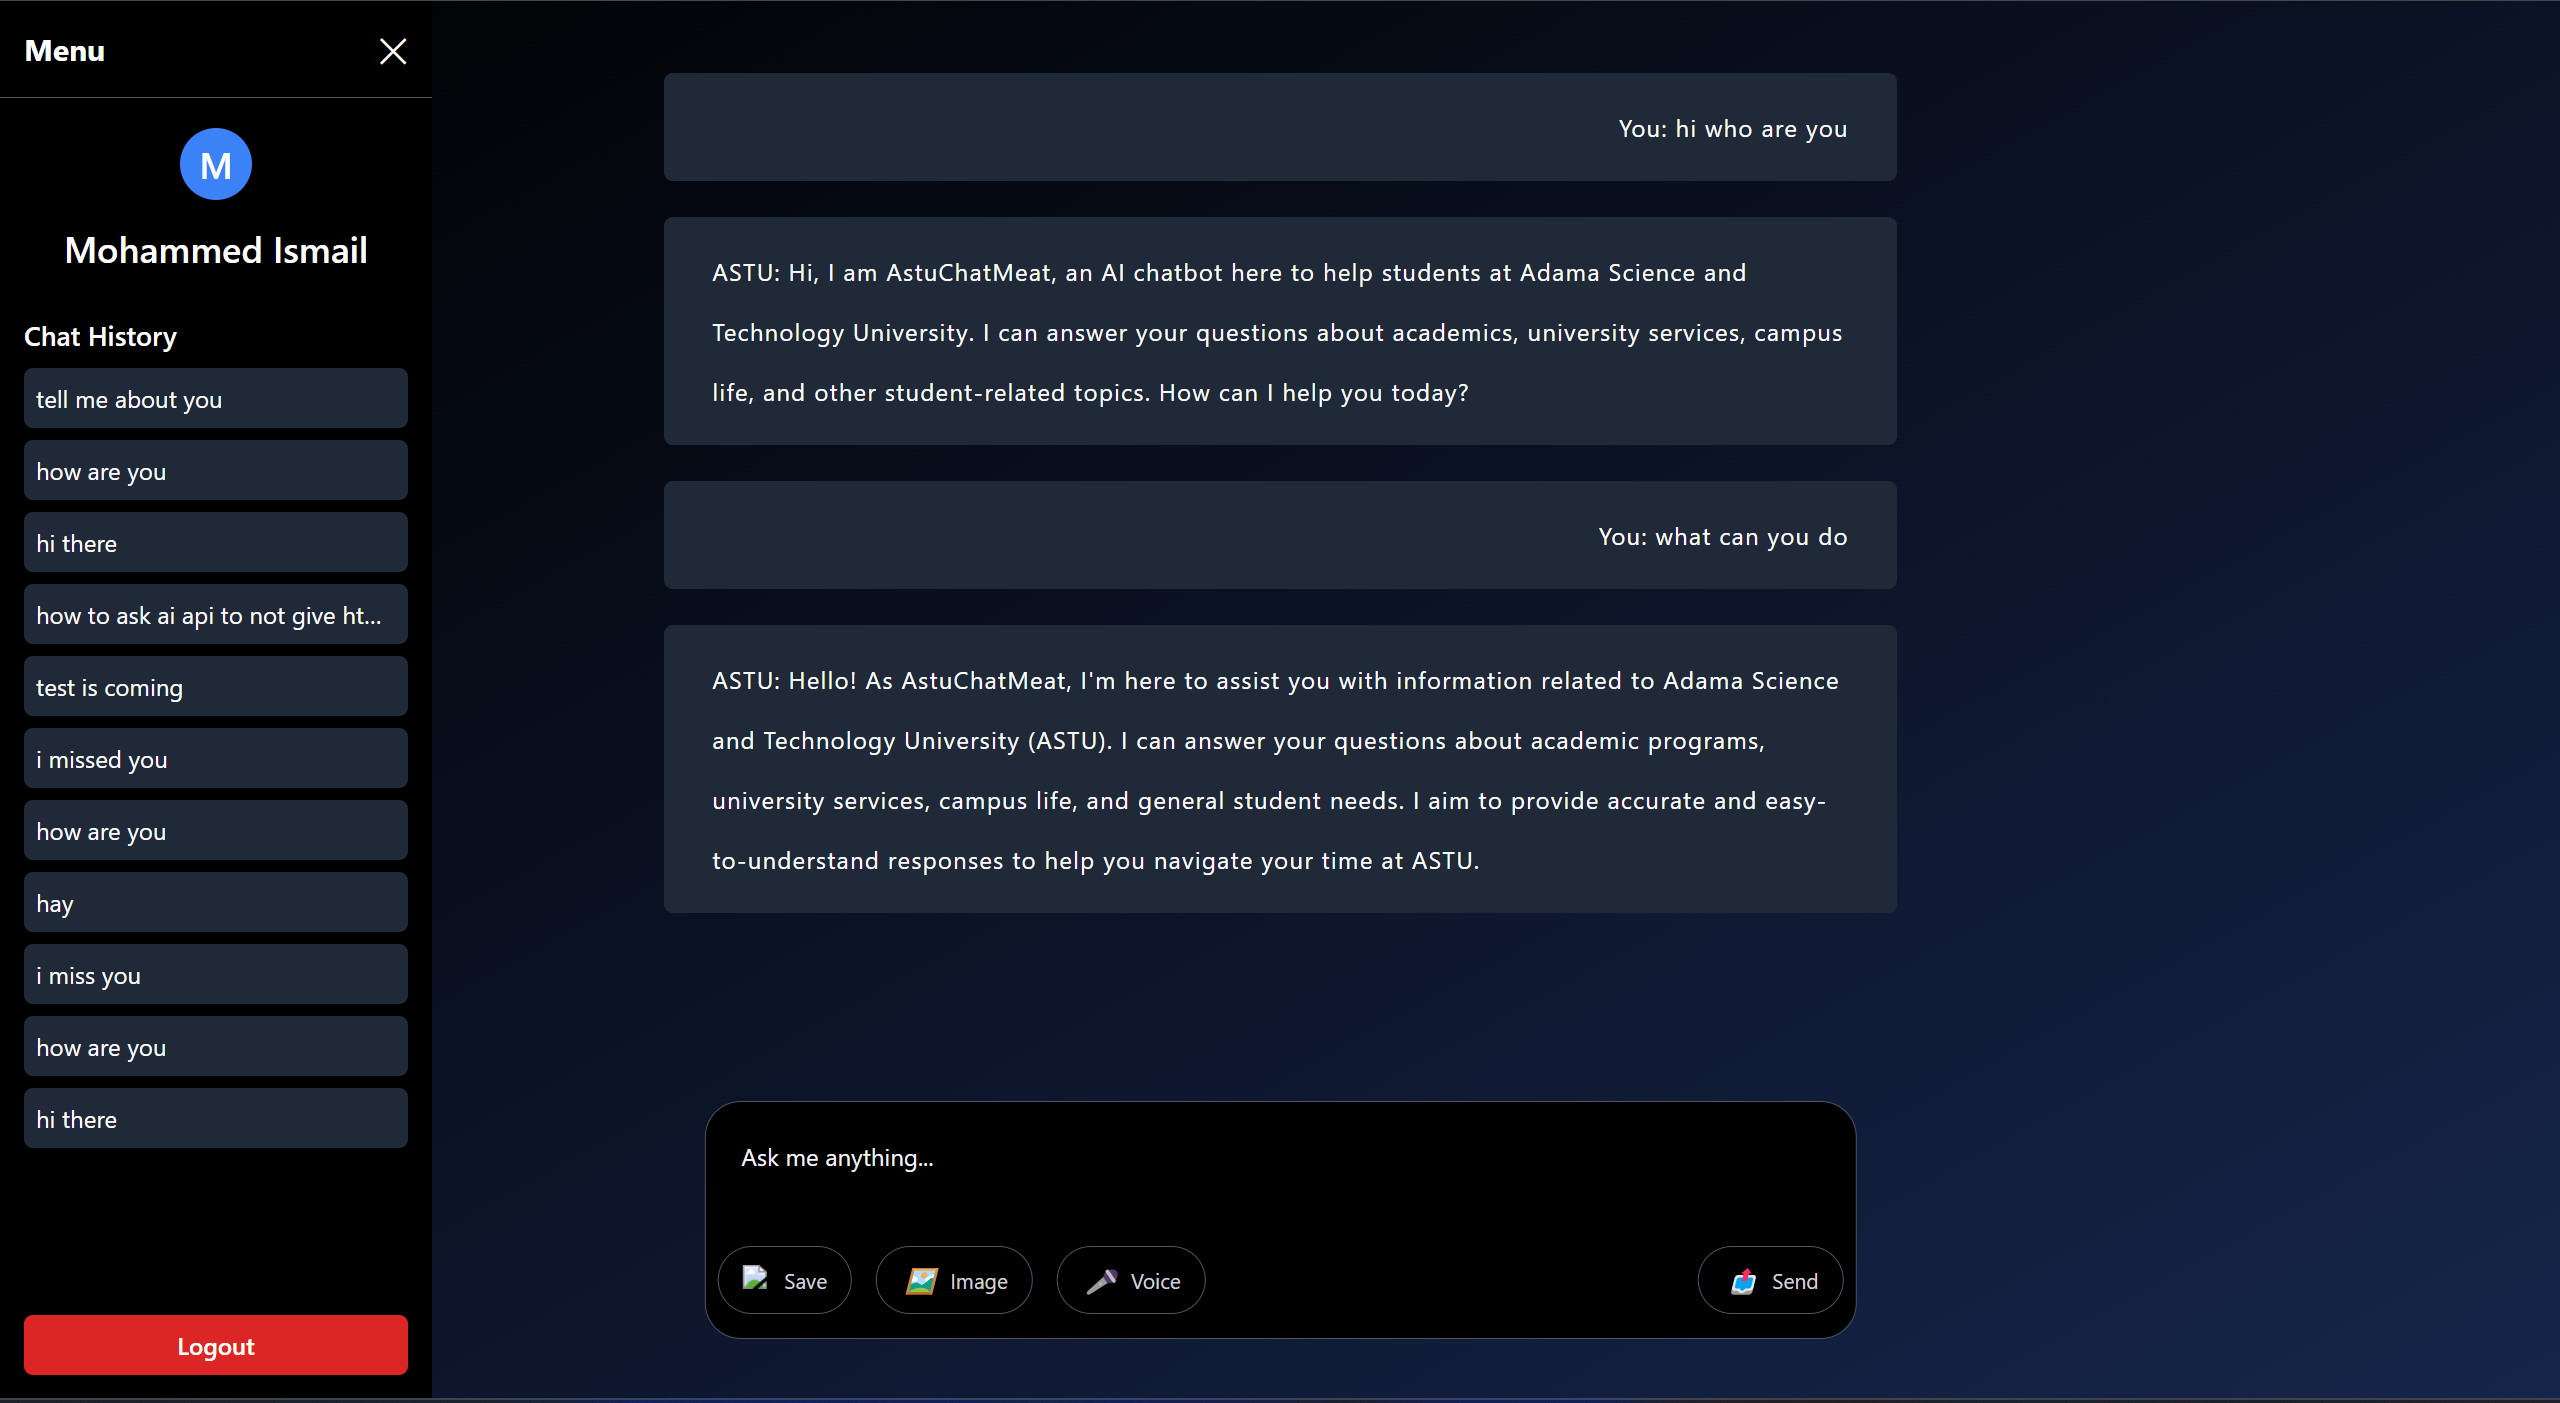 Menu
M
Mohammed Ismail
Chat History
tell me about you
how are you
hi there
how to ask ai api to not give ht...
test is coming
i missed you
how are you
hay
i miss you
how are you
hi there
Logout
You: hi who are you
ASTU: Hi, I am AstuChatMeat, an AI chatbot here to help students at Adama Science and
Technology University. I can answer your questions about academics, university services, campus
life, and other student-related topics. How can I help you today?
You: what can you do
ASTU: Hello! As AstuChatMeat, I'm here to assist you with information related to Adama Science
and Technology University (ASTU). I can answer your questions about academic programs,
university services, campus life, and general student needs. I aim to provide accurate and easy-
to-understand responses to help you navigate your time at ASTU.
Ask me anything...
Save
Image
Voice
Send